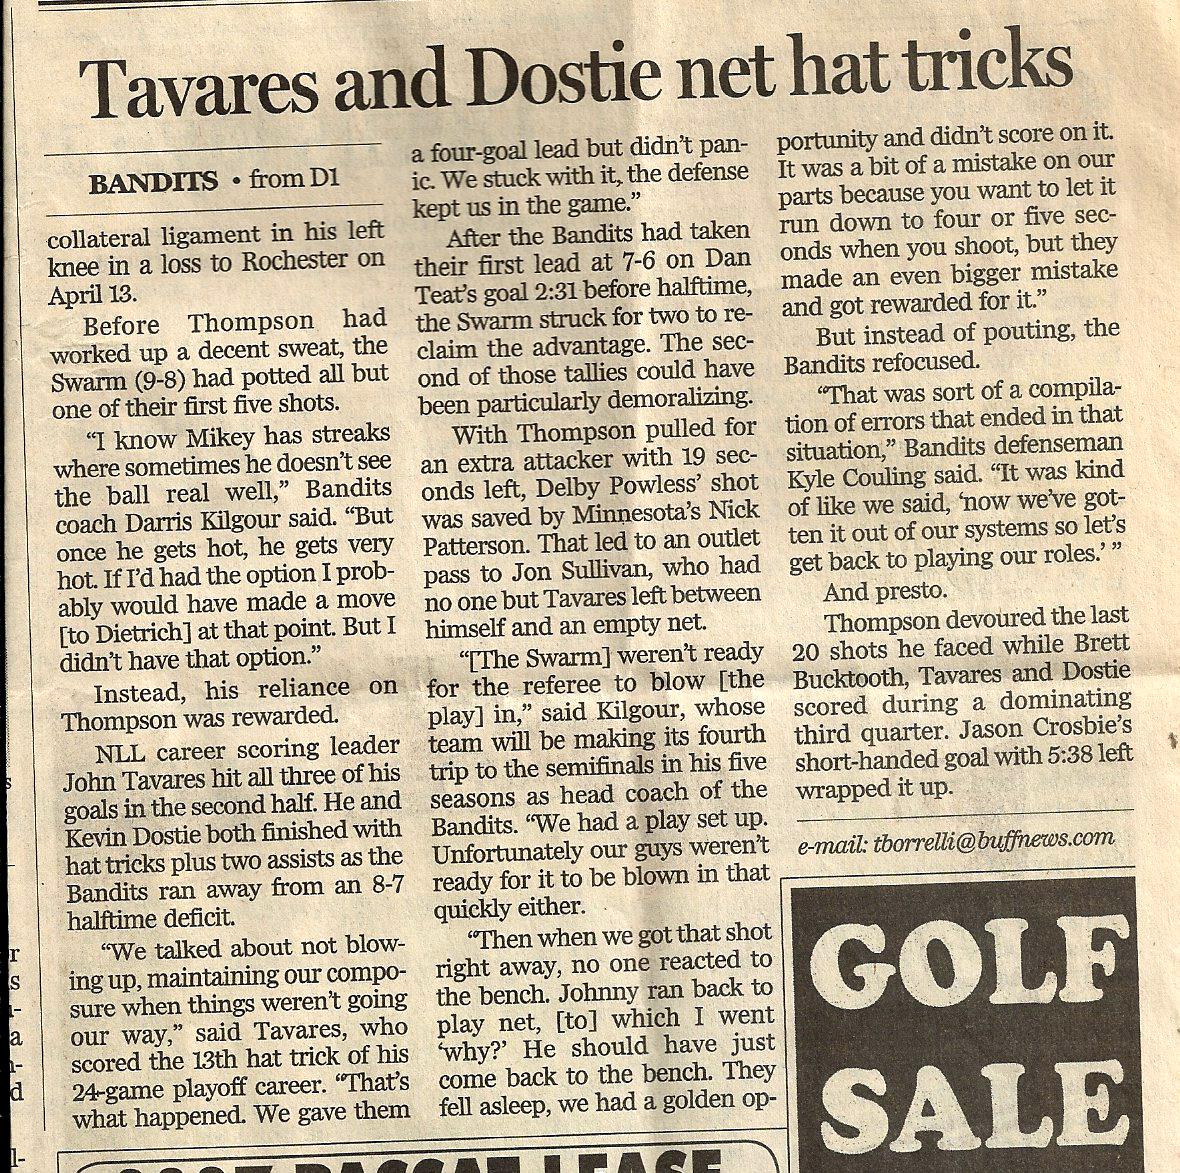 Tavares and Dostie net hat tricks
BANDITS • from D1
collateral ligament in his left
knee in a loss to Rochester on
April 13.
Before Thompson had
worked up a decent sweat, the
Swarm (9-8) had potted all but
one of their first five shots.
“I know Mikey has streaks
where sometimes he doesn’t see
the ball real well,” Bandits
coach Darris Kilgour said. “But
once he gets hot, he gets very
hot. If I’d had the option I prob-
ably would have made a move
[to Dietrich] at that point. But I
didn’t have that option.”
Instead, his reliance on
Thompson was rewarded.
NLL career scoring leader
John Tavares hit all three of his
goals in the second half. He and
Kevin Dostie both finished with
hat tricks plus two assists as the
Bandits ran away from an 8-7
halftime deficit.
“We talked about not blow-
ing up, maintaining our compo-
sure when things weren’t going
our way,” said Tavares, who
scored the 13th hat trick of his
24-game playoff career. “That’s
what happened. We gave them
a four-goal lead but didn’t pan-
ic. We stuck with it, the defense
kept us in the game.”
After the Bandits had taken
their first lead at 7-6 on Dan
Teat’s goal 2:31 before halftime,
the Swarm struck for two to re-
claim the advantage. The sec-
ond of those tallies could have
been particularly demoralizing.
With Thompson pulled for
an extra attacker with 19 sec-
onds left, Delby Powless’ shot
was saved by Minnesota’s Nick
Patterson. That led to an outlet
pass to Jon Sullivan, who had
no one but Tavares left between
himself and an empty net.
“[The Swarm] weren’t ready
for the referee to blow [the
play] in,” said Kilgour, whose
team will be making its fourth
trip to the semifinals in his five
seasons as head coach of the
Bandits. “We had a play set up.
Unfortunately our guys weren’t
ready for it to be blown in that
quickly either.
“Then when we got that shot
right away, no one reacted to
the bench. Johnny ran back to
play net, [to] which I went
‘why?’ He should have just
come back to the bench. They
fell asleep, we had a golden op-
portunity and didn’t score on it.
It was a bit of a mistake on our
parts because you want to let it
run down to four or five sec-
onds when you shoot, but they
made an even bigger mistake
and got rewarded for it.”
But instead of pouting, the
Bandits refocused.
“That was sort of a compila-
tion of errors that ended in that
situation,” Bandits defenseman
Kyle Couling said. “It was kind
of like we said, ‘now we’ve got-
ten it out of our systems so let’s
get back to playing our roles.’ ”
And presto.
Thompson devoured the last
20 shots he faced while Brett
Bucktooth, Tavares and Dostie
scored during a dominating
third quarter. Jason Crosbie’s
short-handed goal with 5:38 left
wrapped it up.
e-mail: tborrelli@buffnews.com
GOLF
SALE
PASSAT LEASE